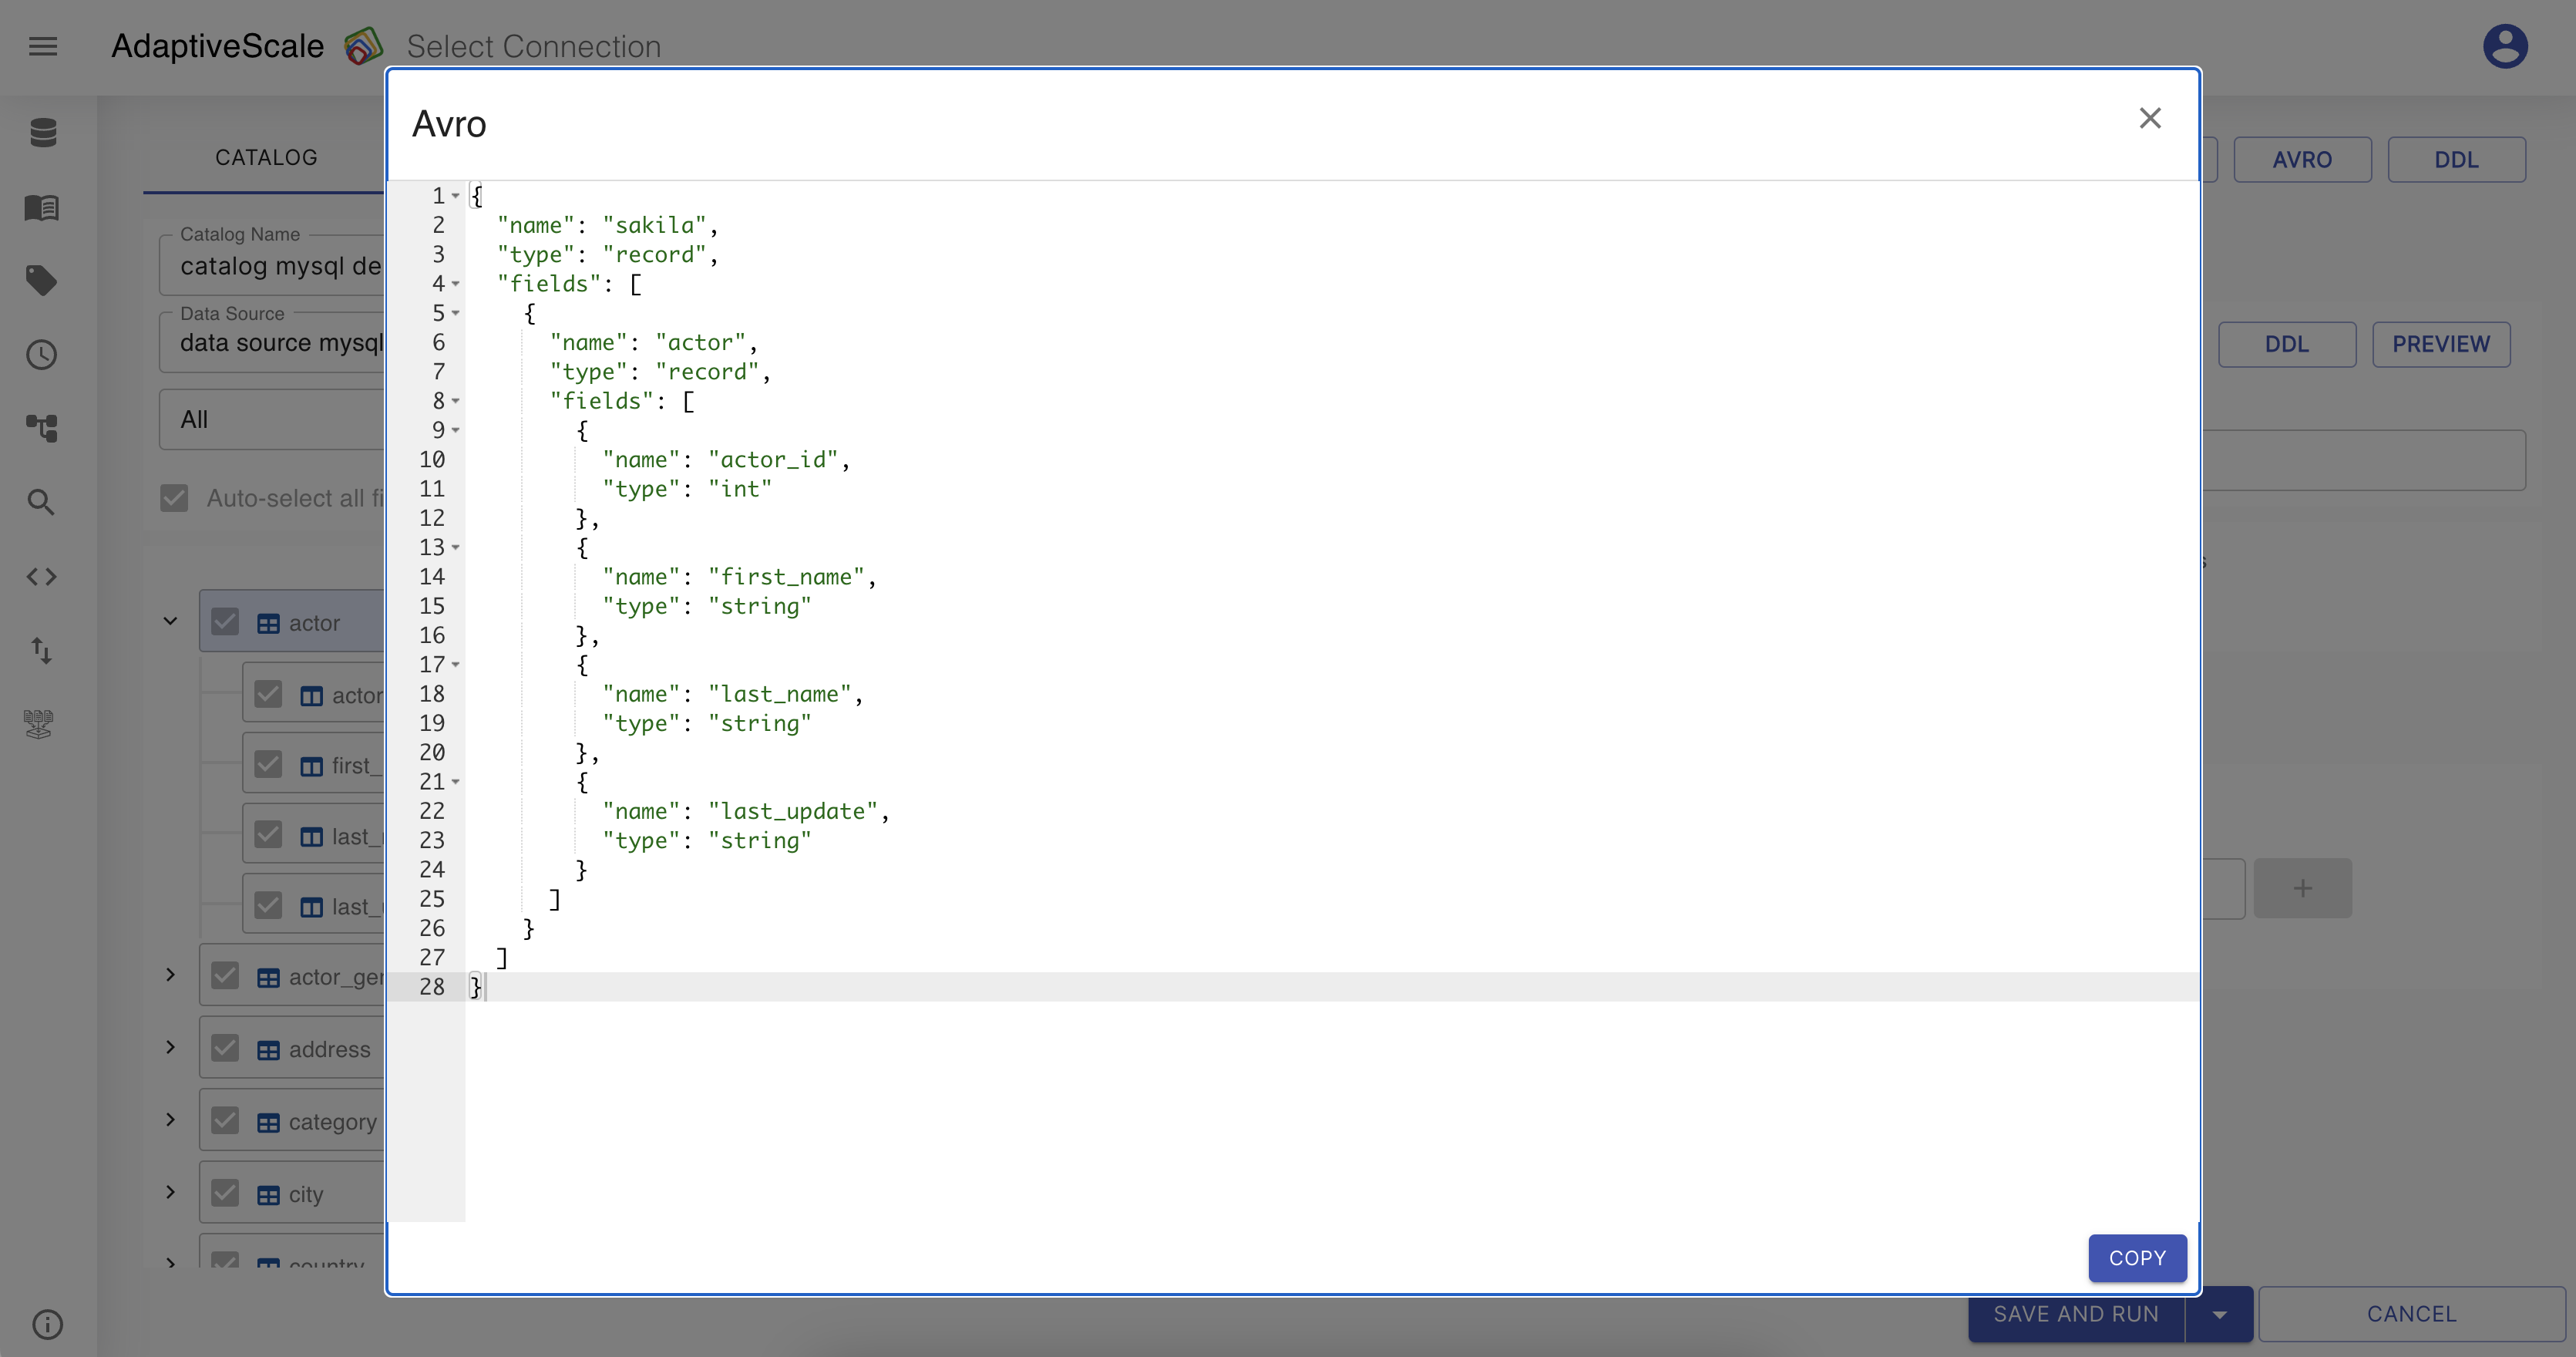 AdaptiveScale Select Connection
CATALOG
AVRO
DDL
Catalog Name
catalog mysql de
Data Source
data source mysql
DDL
PREVIEW
All
Auto-select all fi
actor
actor
first_
last_
last_
actor_ger
address
category
city
country
Avro
1 {
2 "name": "sakila",
3 "type": "record",
4 "fields": [
5 {
6 "name": "actor",
7 "type": "record",
8 "fields": [
9 {
10 "name": "actor_id",
11 "type": "int"
12 },
13 {
14 "name": "first_name",
15 "type": "string"
16 },
17 {
18 "name": "last_name",
19 "type": "string"
20 },
21 {
22 "name": "last_update",
23 "type": "string"
24 }
25 ]
26 }
27 ]
28 }
COPY
SAVE AND RUN
CANCEL